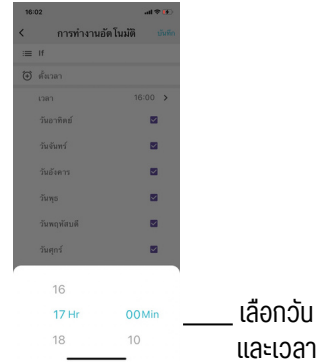 16:02
การทำงานอัตโนมัติ บันทึก
If
ตั้งเวลา
เวลา 16:00
วันอาทิตย์
วันจันทร์
วันอังคาร
วันพุธ
วันพฤหัสบดี
วันศุกร์
16
17 Hr 00 Min
18 10
เลือกวัน
และเวลา